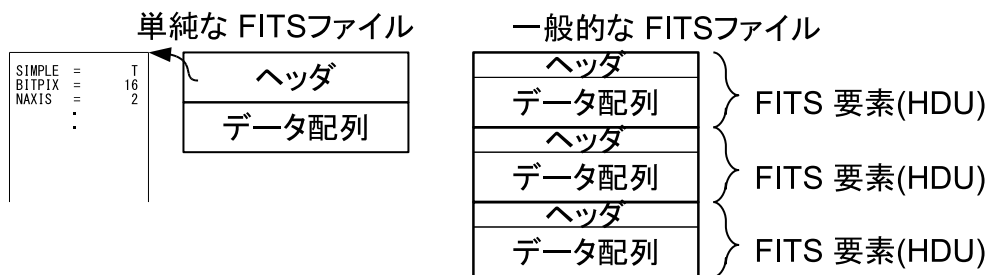 単純な FITSファイル
SIMPLE = T
BITPIX = 16
NAXIS = 2
.
.
ヘッダ
データ配列
一般的な FITSファイル
ヘッダ
データ配列
FITS 要素(HDU)
ヘッダ
データ配列
FITS 要素(HDU)
ヘッダ
データ配列
FITS 要素(HDU)